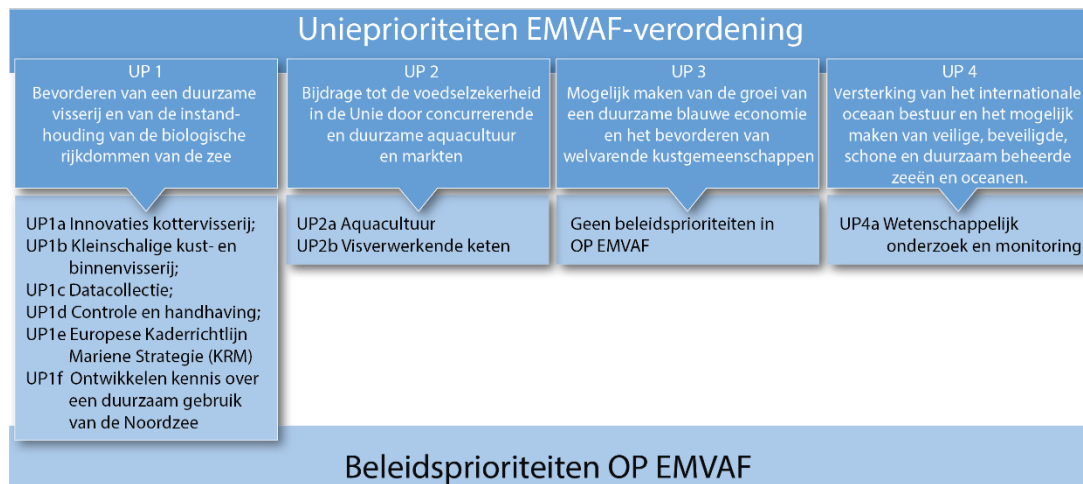 Unieprioriteiten EMVAF-verordening
UP 1
Bevorderen van een duurzame
visserij en van de instand-
houding van de biologische
rijkdommen van de zee
UP 2
Bijdrage tot de voedselzekerheid
in de Unie door concurrerende
en duurzame aquacultuur
en markten
UP 3
Mogelijk maken van de groei van
een duurzame blauwe economie
en het bevorderen van
welvarende kustgemeenschappen
UP 4
Versterking van het internationale
oceaan bestuur en het mogelijk
maken van veilige, beveiligde,
schone en duurzaam beheerde
zeeën en oceanen.
UP1a Innovaties kottervisserij;
UP1b Kleinschalige kust- en
binnenvisserij;
UP1c Datacollectie;
UP1d Controle en handhaving;
UP1e Europese Kaderrichtlijn
Mariene Strategie (KRM)
UP1f Ontwikkelen kennis over
een duurzaam gebruik
van de Noordzee
UP2a Aquacultuur
UP2b Visverwerkende keten
Geen beleidsprioriteiten in
OP EMVAF
UP4a Wetenschappelijk
onderzoek en monitoring
Beleidsprioriteiten OP EMVAF